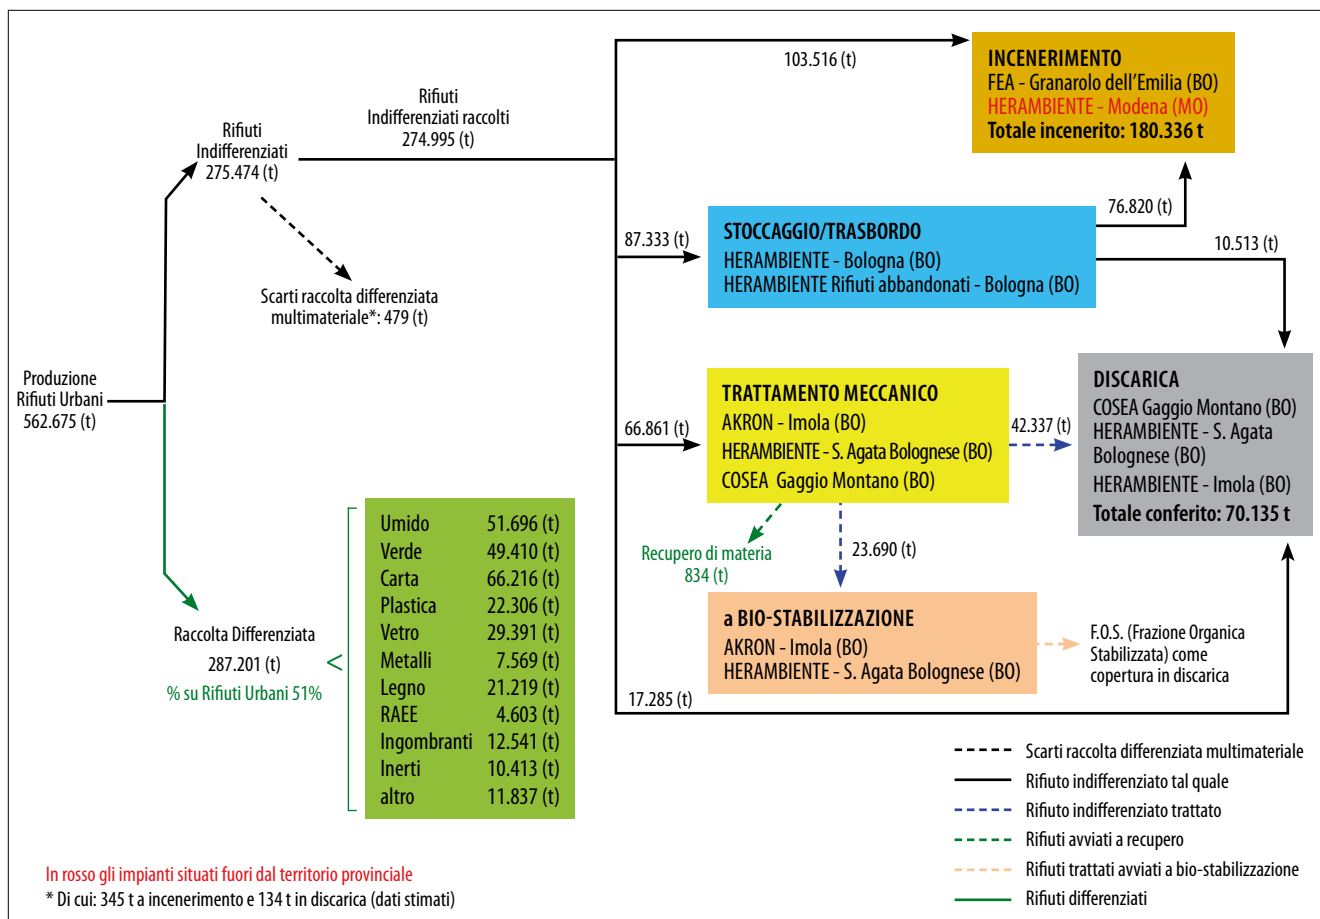 103.516 (t)
INCENERIMENTO
FEA - Granarolo dell'Emilia (BO)
HERAMBIENTE - Modena (MO)
Totale incenerito: 180.336 t
Rifiuti
Indifferenziati raccolti
274.995 (t)
Rifiuti
Indifferenziati
275.474 (t)
76.820 (t)
87.333 (t)
STOCCAGGIO/TRASBORDO
HERAMBIENTE - Bologna (BO)
HERAMBIENTE Rifiuti abbandonati - Bologna (BO)
10.513 (t)
Scarti raccolta differenziata
multimateriale*: 479 (t)
Produzione
Rifiuti Urbani
562.675 (t)
66.861 (t)
TRATTAMENTO MECCANICO
AKRON - Imola (BO)
HERAMBIENTE - S. Agata Bolognese (BO)
COSEA Gaggio Montano (BO)
42.337 (t)
DISCARICA
COSEA Gaggio Montano (BO)
HERAMBIENTE - S. Agata
Bolognese (BO)
HERAMBIENTE - Imola (BO)
Totale conferito: 70.135 t
Recupero di materia
834 (t)
23.690 (t)
a BIO-STABILIZZAZIONE
AKRON - Imola (BO)
HERAMBIENTE - S. Agata Bolognese (BO)
F.O.S. (Frazione Organica
Stabilizzata) come
copertura in discarica
17.285 (t)
Raccolta Differenziata
287.201 (t)
% su Rifiuti Urbani 51%
Umido 51.696 (t)
Verde 49.410 (t)
Carta 66.216 (t)
Plastica 22.306 (t)
Vetro 29.391 (t)
Metalli 7.569 (t)
Legno 21.219 (t)
RAEE 4.603 (t)
Ingombranti 12.541 (t)
Inerti 10.413 (t)
altro 11.837 (t)
Scarti raccolta differenziata multimateriale
Rifiuto indifferenziato tal quale
Rifiuto indifferenziato trattato
Rifiuti avviati a recupero
Rifiuti trattati avviati a bio-stabilizzazione
Rifiuti differenziati
In rosso gli impianti situati fuori dal territorio provinciale
* Di cui: 345 t a incenerimento e 134 t in discarica (dati stimati)